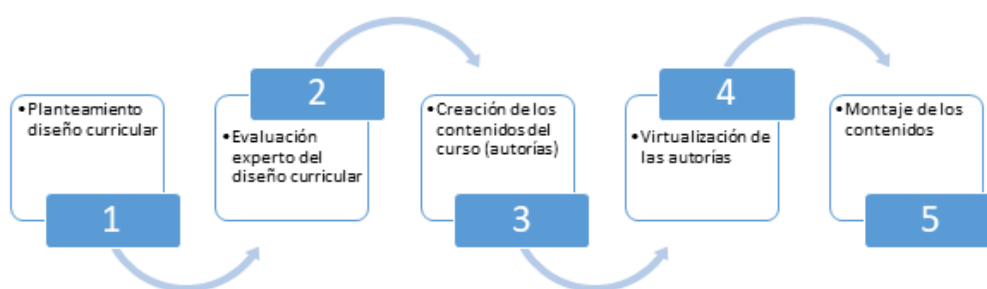 •Planteamiento
diseño curricular
1
2
•Evaluación
experto del
diseño curricular
•Creación de los
contenidos del
curso (autorías)
3
4
•Virtualización de
las autorías
•Montaje de los
contenidos
5